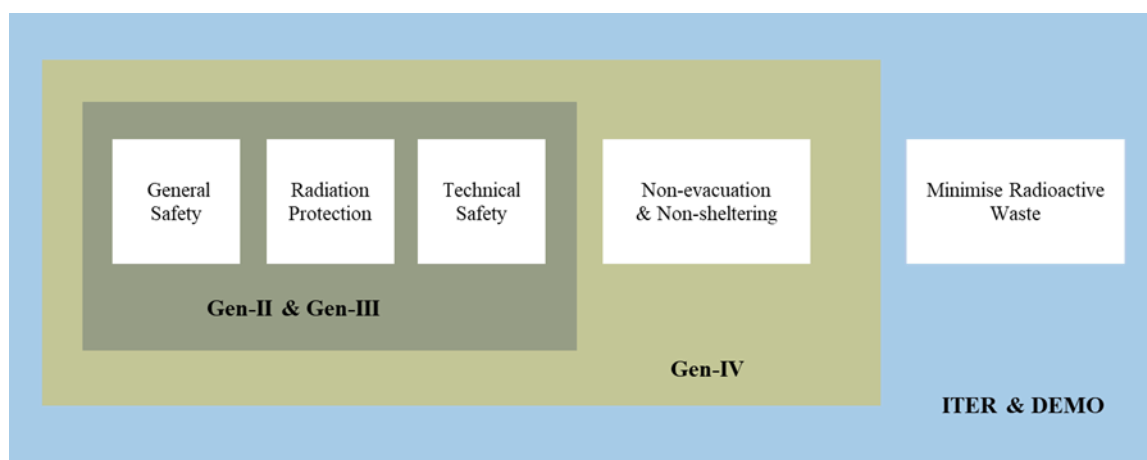 General
Safety
Radiation
Protection
Technical
Safety
Non-evacuation
& Non-sheltering
Minimise Radioactive
Waste
Gen-II & Gen-III
Gen-IV
ITER & DEMO